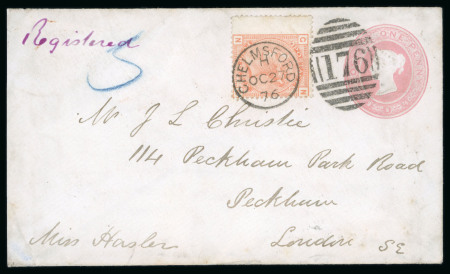 Registered
CHELMSFORD
H
OC 27
76
176
ONE PENNY
Mr J L Christie
114 Peckham Park Road
Peckham
Miss Hasler
London SE